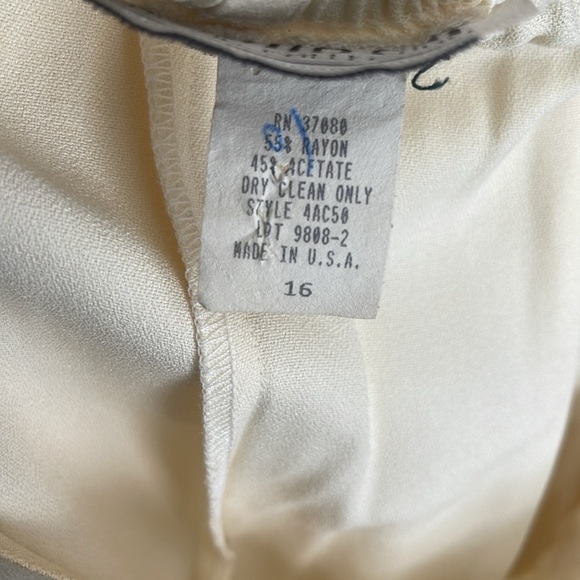 RN 37080
55% RAYON
45% ACETATE
DRY CLEAN ONLY
STYLE 4AC50
LOT 9808-2
MADE IN U.S.A.
16